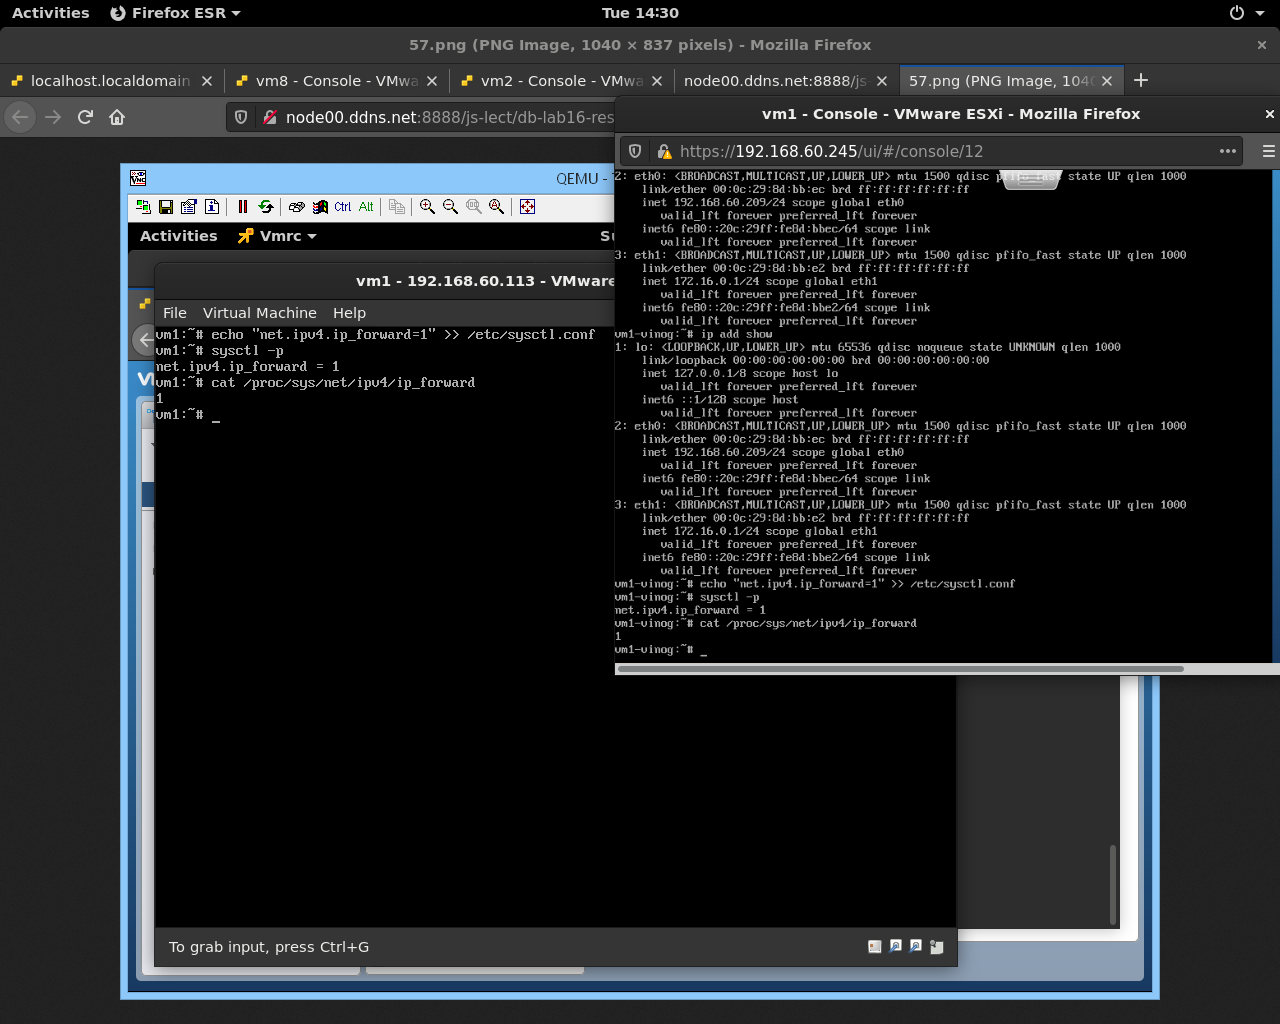 Activities Firefox ESR Tue 14:30
57.png (PNG Image, 1040 × 837 pixels) - Mozilla Firefox
localhost.localdomain vm8 - Console - VMwa vm2 - Console - VMwa node00.ddns.net:8888/js- 57.png (PNG Image, 104
node00.ddns.net:8888/js-lect/db-lab16-res
vm1 - Console - VMware ESXi - Mozilla Firefox
https://192.168.60.245/ui/#/console/12
2: eth0: <BROADCAST,MULTICAST,UP,LOWER_UP> mtu 1500 qdisc pfifo_fast state UP qlen 1000
link/ether 00:0c:29:8d:bb:ec brd ff:ff:ff:ff:ff:ff
inet 192.168.60.209/24 scope global eth0
valid_lft forever preferred_lft forever
inet6 fe80::20c:29ff:fe8d:bbec/64 scope link
valid_lft forever preferred_lft forever
3: eth1: <BROADCAST,MULTICAST,UP,LOWER_UP> mtu 1500 qdisc pfifo_fast state UP qlen 1000
link/ether 00:0c:29:8d:bb:e2 brd ff:ff:ff:ff:ff:ff
inet 172.16.0.1/24 scope global eth1
valid_lft forever preferred_lft forever
inet6 fe80::20c:29ff:fe8d:bbe2/64 scope link
valid_lft forever preferred_lft forever
vm1-vinog:~# ip add show
1: lo: <LOOPBACK,UP,LOWER_UP> mtu 65536 qdisc noqueue state UNKNOWN qlen 1000
link/loopback 00:00:00:00:00:00 brd 00:00:00:00:00:00
inet 127.0.0.1/8 scope host lo
valid_lft forever preferred_lft forever
inet6 ::1/128 scope host
valid_lft forever preferred_lft forever
2: eth0: <BROADCAST,MULTICAST,UP,LOWER_UP> mtu 1500 qdisc pfifo_fast state UP qlen 1000
link/ether 00:0c:29:8d:bb:ec brd ff:ff:ff:ff:ff:ff
inet 192.168.60.209/24 scope global eth0
valid_lft forever preferred_lft forever
inet6 fe80::20c:29ff:fe8d:bbec/64 scope link
valid_lft forever preferred_lft forever
3: eth1: <BROADCAST,MULTICAST,UP,LOWER_UP> mtu 1500 qdisc pfifo_fast state UP qlen 1000
link/ether 00:0c:29:8d:bb:e2 brd ff:ff:ff:ff:ff:ff
inet 172.16.0.1/24 scope global eth1
valid_lft forever preferred_lft forever
inet6 fe80::20c:29ff:fe8d:bbe2/64 scope link
valid_lft forever preferred_lft forever
vm1-vinog:~# echo "net.ipv4.ip_forward=1" >> /etc/sysctl.conf
vm1-vinog:~# sysctl -p
net.ipv4.ip_forward = 1
vm1-vinog:~# cat /proc/sys/net/ipv4/ip_forward
1
vm1-vinog:~# _
QEMU -
Ctrl Alt
Activities Vmrc Su
vm1 - 192.168.60.113 - VMware
File Virtual Machine Help
vm1:~# echo "net.ipv4.ip_forward=1" >> /etc/sysctl.conf
vm1:~# sysctl -p
net.ipv4.ip_forward = 1
vm1:~# cat /proc/sys/net/ipv4/ip_forward
1
vm1:~# _
To grab input, press Ctrl+G